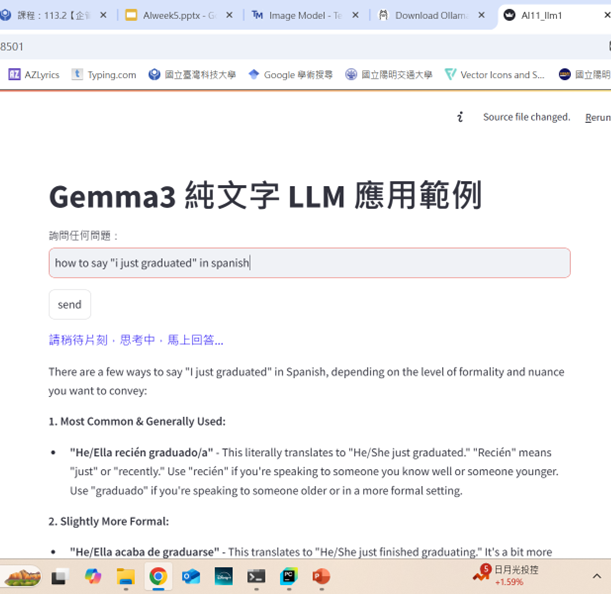 課程：113.2【企
AIweek5.pptx - G
Image Model - T
Download Ollam
AI11_llm1
8501
AZ AZLyrics
t Typing.com
國立臺灣科技大學
Google 學術搜尋
國立陽明交通大學
Vector Icons and S...
國立陽明
Source file changed. Rerun
Gemma3 純文字 LLM 應用範例
詢問任何問題：
how to say "i just graduated" in spanish
send
請稍待片刻，思考中，馬上回答...
There are a few ways to say "I just graduated" in Spanish, depending on the level of formality and nuance
you want to convey:
1. Most Common & Generally Used:
• "He/Ella recién graduado/a" - This literally translates to "He/She just graduated." "Recién" means
"just" or "recently." Use "recién" if you're speaking to someone you know well or someone younger.
Use "graduado" if you're speaking to someone older or in a more formal setting.
2. Slightly More Formal:
• "He/Ella acaba de graduarse" - This translates to "He/She just finished graduating." It's a bit more
5
日月光投控
+1.59%